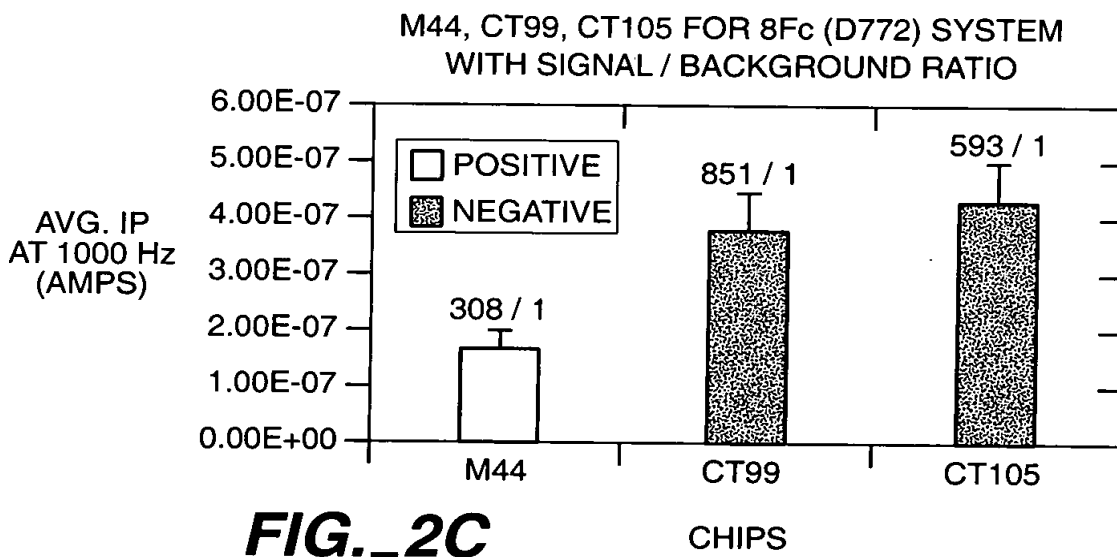 M44, CT99, CT105 FOR 8Fc (D772) SYSTEM
WITH SIGNAL / BACKGROUND RATIO
6.00E-07
5.00E-07
4.00E-07
3.00E-07
2.00E-07
1.00E-07
0.00E+00
AVG. IP
AT 1000 Hz
(AMPS)
POSITIVE
NEGATIVE
308 / 1
851 / 1
593 / 1
M44
CT99
CT105
CHIPS
FIG._2C